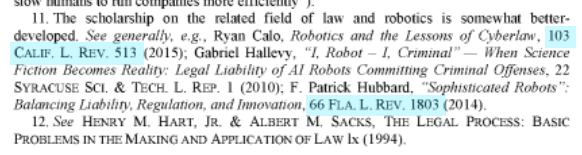 slow humans to run companies more efficiently").
11. The scholarship on the related field of law and robotics is somewhat better-
developed. See generally, e.g., Ryan Calo, Robotics and the Lessons of Cyberlaw, 103
CALIF. L. REV. 513 (2015); Gabriel Hallevy, “I, Robot – I, Criminal”— When Science
Fiction Becomes Reality: Legal Liability of AI Robots Committing Criminal Offenses, 22
SYRACUSE SCI. & TECH. L. REP. 1 (2010); F. Patrick Hubbard, “Sophisticated Robots”:
Balancing Liability, Regulation, and Innovation, 66 FLA. L. REV. 1803 (2014).
12. See HENRY M. HART, JR. & ALBERT M. SACKS, THE LEGAL PROCESS: BASIC
PROBLEMS IN THE MAKING AND APPLICATION OF LAW lx (1994).